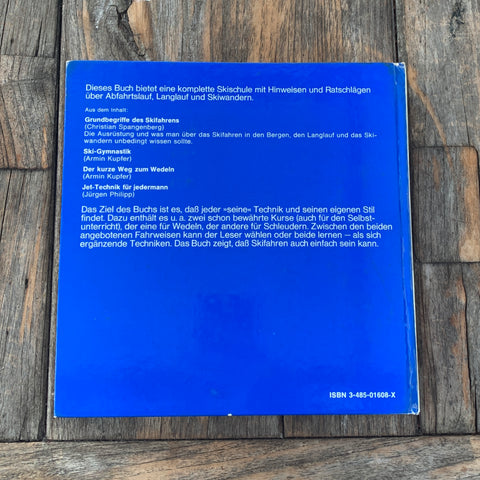 Dieses Buch bietet eine komplette Skischule mit Hinweisen und Ratschlägen
über Abfahrtslauf, Langlauf und Skiwandern.
Aus dem Inhalt:
Grundbegriffe des Skifahrens
(Christian Spangenberg)
Die Ausrüstung und was man über das Skifahren in den Bergen, den Langlauf und das Ski-
wandern unbedingt wissen sollte.
Ski-Gymnastik
(Armin Kupfer)
Der kurze Weg zum Wedeln
(Armin Kupfer)
Jet-Technik für jedermann
(Jürgen Philipp)
Das Ziel des Buchs ist es, daß jeder »seine« Technik und seinen eigenen Stil
findet. Dazu enthält es u. a. zwei schon bewährte Kurse (auch für den Selbst-
unterricht), der eine für Wedeln, der andere für Schleudern. Zwischen den beiden
angebotenen Fahrweisen kann der Leser wählen oder beide lernen – als sich
ergänzende Techniken. Das Buch zeigt, daß Skifahren auch einfach sein kann.
ISBN 3-485-01608-X